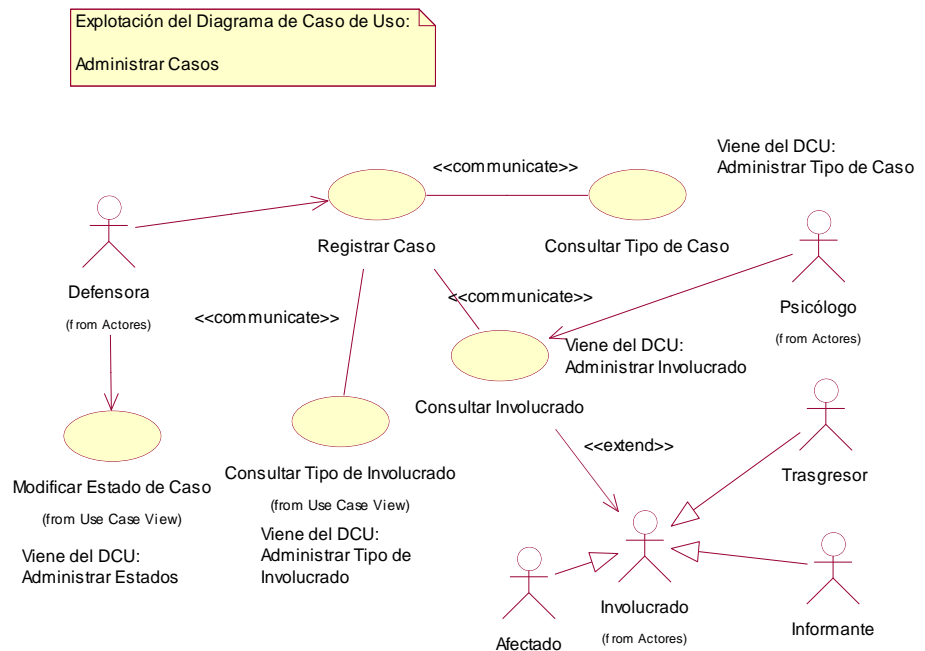 Explotación del Diagrama de Caso de Uso:
Administrar Casos
Viene del DCU:
Administrar Tipo de Caso
<<communicate>>
Registrar Caso
Consultar Tipo de Caso
Defensora
(from Actores)
Psicólogo
(from Actores)
<<communicate>>
<<communicate>>
Viene del DCU:
Administrar Involucrado
Consultar Involucrado
<<extend>>
Trasgresor
Modificar Estado de Caso
(from Use Case View)
Viene del DCU:
Administrar Estados
Consultar Tipo de Involucrado
(from Use Case View)
Viene del DCU:
Administrar Tipo de
Involucrado
Involucrado
(from Actores)
Afectado
Informante